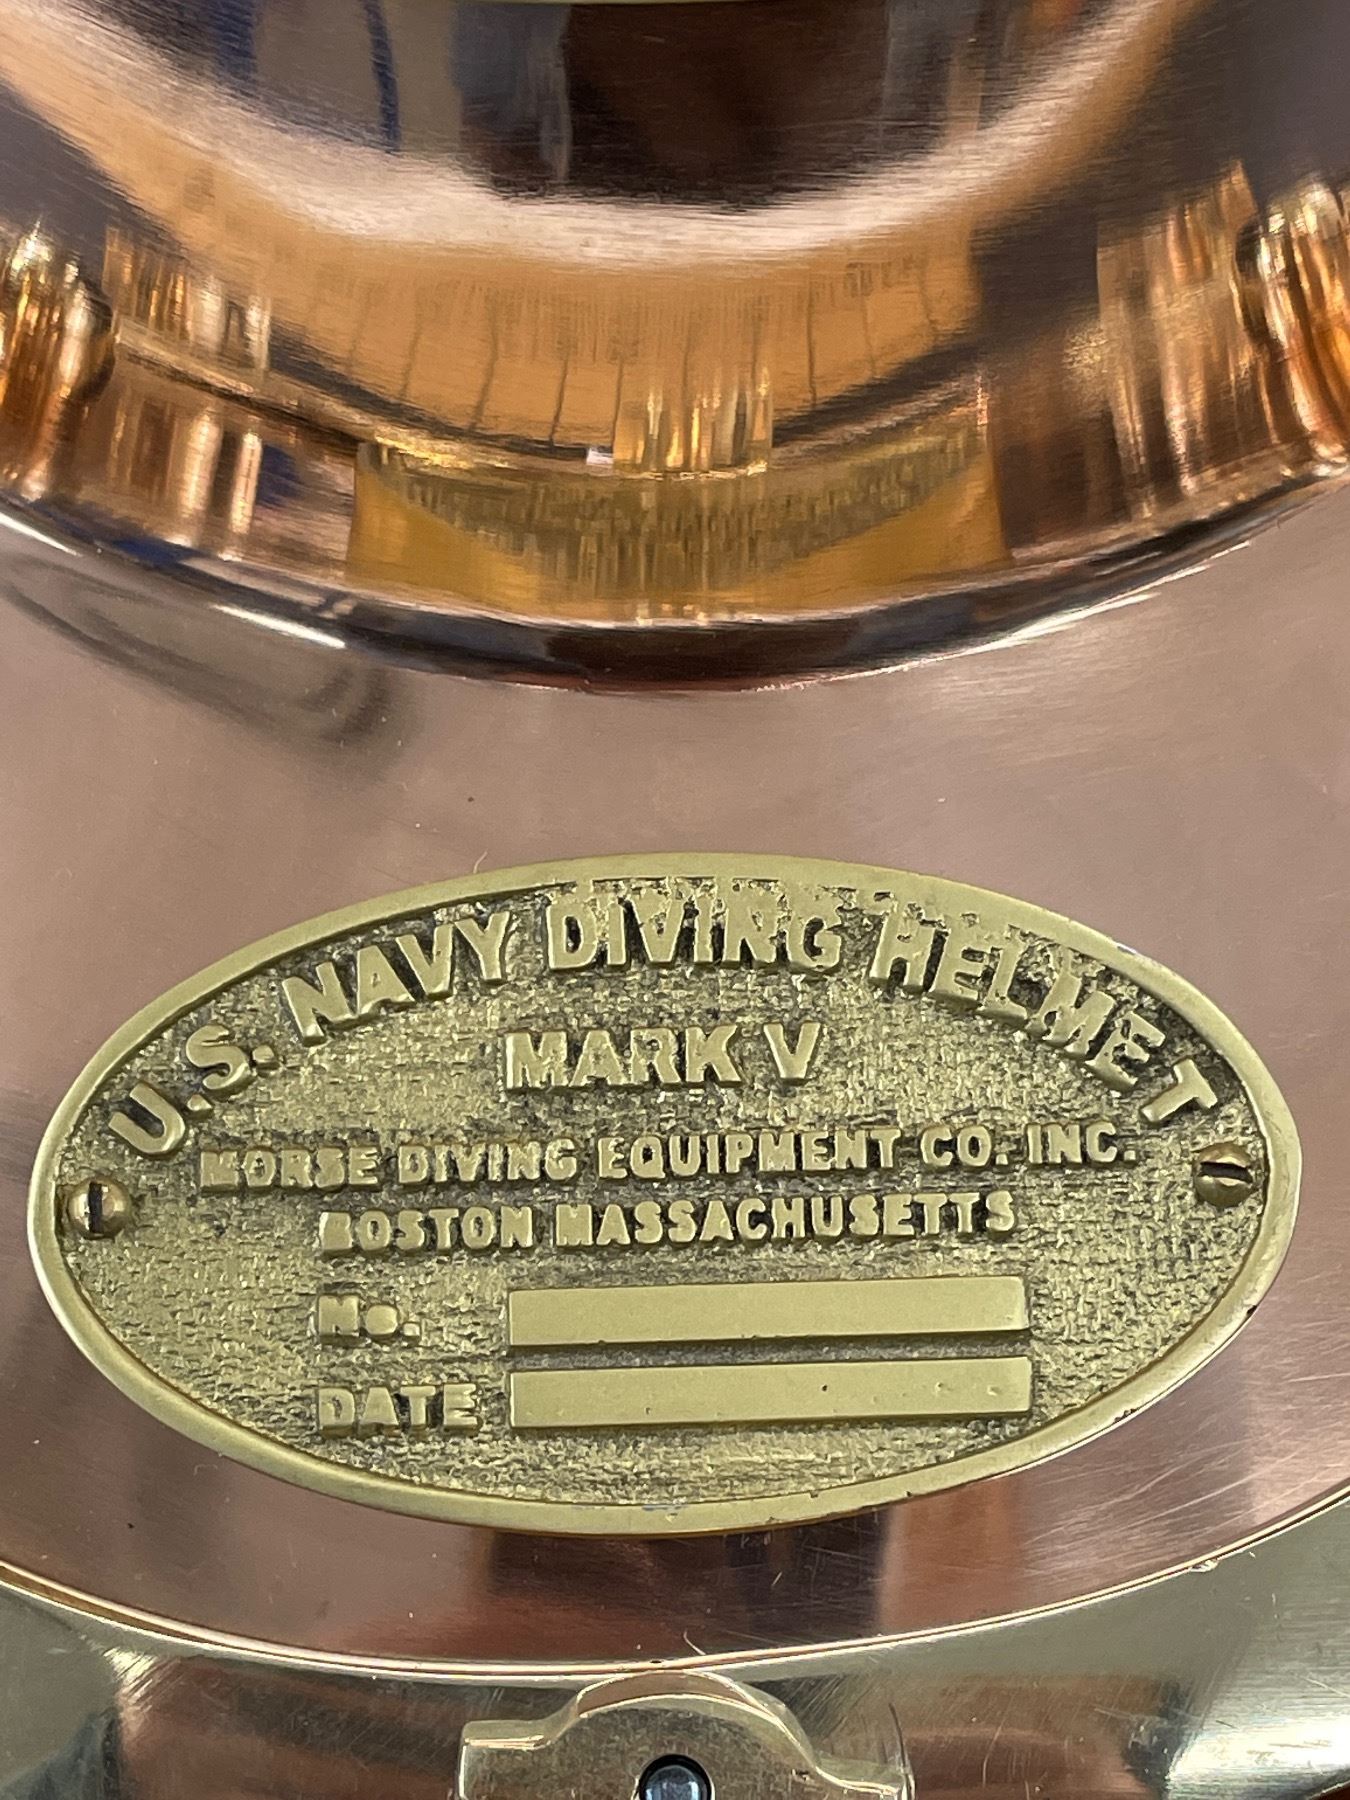 U.S. NAVY DIVING HELMET
MARK V
MORSE DIVING EQUIPMENT CO. INC.
BOSTON MASSACHUSETTS
No.
DATE